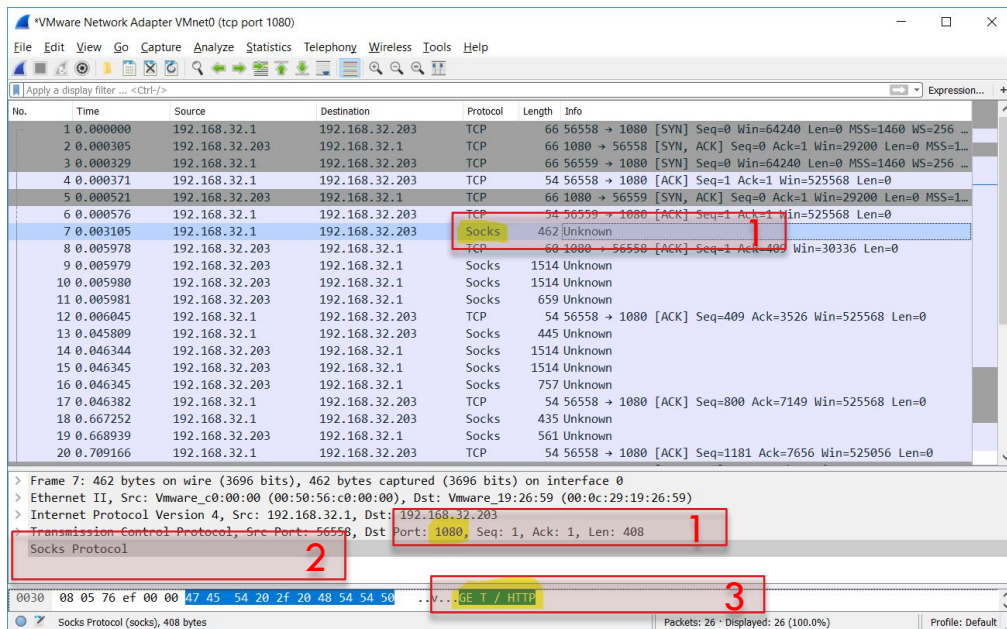 *VMware Network Adapter VMnet0 (tcp port 1080)
File Edit View Go Capture Analyze Statistics Telephony Wireless Tools Help
Apply a display filter ... <Ctrl-/> Expression... +
No. Time Source Destination Protocol Length Info
1 0.000000 192.168.32.1 192.168.32.203 TCP 66 56558 → 1080 [SYN] Seq=0 Win=64240 Len=0 MSS=1460 WS=256 ...
2 0.000305 192.168.32.203 192.168.32.1 TCP 66 1080 → 56558 [SYN, ACK] Seq=0 Ack=1 Win=29200 Len=0 MSS=1...
3 0.000329 192.168.32.1 192.168.32.203 TCP 66 56559 → 1080 [SYN] Seq=0 Win=64240 Len=0 MSS=1460 WS=256 ...
4 0.000371 192.168.32.1 192.168.32.203 TCP 54 56558 → 1080 [ACK] Seq=1 Ack=1 Win=525568 Len=0
5 0.000521 192.168.32.203 192.168.32.1 TCP 66 1080 → 56559 [SYN, ACK] Seq=0 Ack=1 Win=29200 Len=0 MSS=1...
6 0.000576 192.168.32.1 192.168.32.203 TCP 54 56559 → 1080 [ACK] Seq=1 Ack=1 Win=525568 Len=0
7 0.003105 192.168.32.1 192.168.32.203 Socks 462 Unknown 1
8 0.005978 192.168.32.203 192.168.32.1 TCP 60 1080 → 56558 [ACK] Seq=1 Ack=409 Win=30336 Len=0
9 0.005979 192.168.32.203 192.168.32.1 Socks 1514 Unknown
10 0.005980 192.168.32.203 192.168.32.1 Socks 1514 Unknown
11 0.005981 192.168.32.203 192.168.32.1 Socks 659 Unknown
12 0.006045 192.168.32.1 192.168.32.203 TCP 54 56558 → 1080 [ACK] Seq=409 Ack=3526 Win=525568 Len=0
13 0.045809 192.168.32.1 192.168.32.203 Socks 445 Unknown
14 0.046344 192.168.32.203 192.168.32.1 Socks 1514 Unknown
15 0.046345 192.168.32.203 192.168.32.1 Socks 1514 Unknown
16 0.046345 192.168.32.203 192.168.32.1 Socks 757 Unknown
17 0.046382 192.168.32.1 192.168.32.203 TCP 54 56558 → 1080 [ACK] Seq=800 Ack=7149 Win=525568 Len=0
18 0.667252 192.168.32.1 192.168.32.203 Socks 435 Unknown
19 0.668939 192.168.32.203 192.168.32.1 Socks 561 Unknown
20 0.709166 192.168.32.1 192.168.32.203 TCP 54 56558 → 1080 [ACK] Seq=1181 Ack=7656 Win=525056 Len=0
> Frame 7: 462 bytes on wire (3696 bits), 462 bytes captured (3696 bits) on interface 0
> Ethernet II, Src: Vmware_c0:00:00 (00:50:56:c0:00:00), Dst: Vmware_19:26:59 (00:0c:29:19:26:59)
> Internet Protocol Version 4, Src: 192.168.32.1, Dst: 192.168.32.203
> Transmission Control Protocol, Src Port: 56558, Dst Port: 1080, Seq: 1, Ack: 1, Len: 408 1
Socks Protocol 2
0030 08 05 76 ef 00 00 47 45 54 20 2f 20 48 54 54 50 ..v...GE T / HTTP 3
Socks Protocol (socks), 408 bytes Packets: 26 · Displayed: 26 (100.0%) Profile: Default